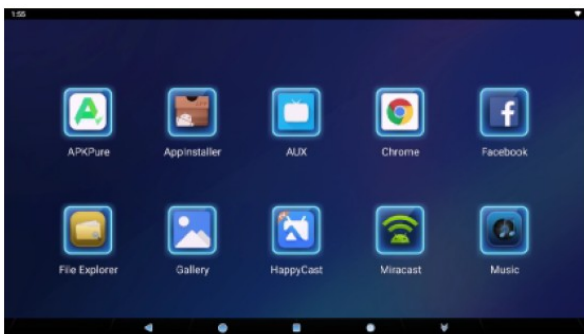 1:55
APKPure AppInstaller AUX Chrome Facebook
File Explorer Gallery HappyCast Miracast Music